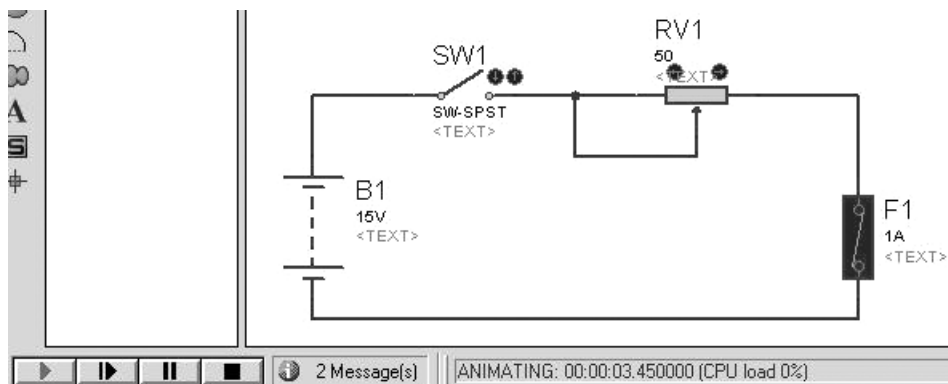 RV1
50
<TEXT>
SW1
SW-SPST
<TEXT>
A
S
B1
15V
<TEXT>
F1
1A
<TEXT>
2 Message(s)
ANIMATING: 00:00:03.450000 (CPU load 0%)